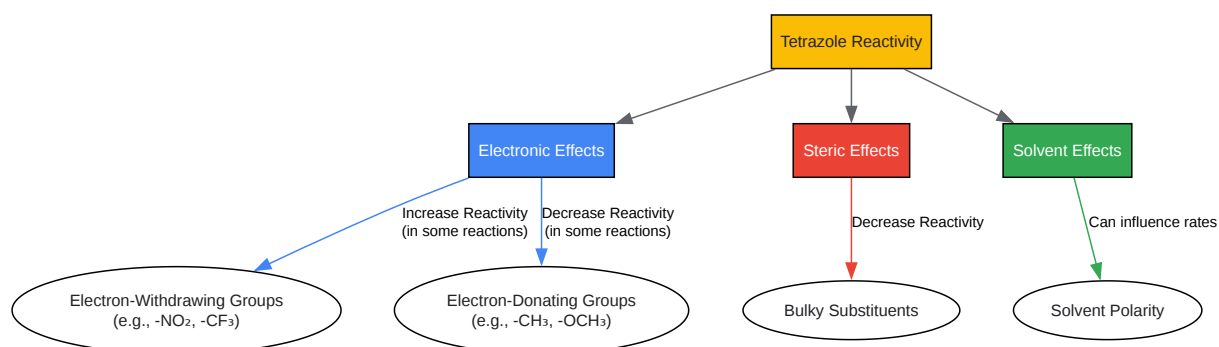 Tetrazole Reactivity
Electronic Effects
Steric Effects
Solvent Effects
Increase Reactivity
(in some reactions)
Decrease Reactivity
(in some reactions)
Decrease Reactivity
Can influence rates
Electron-Withdrawing Groups
(e.g., -NO₂, -CF₃)
Electron-Donating Groups
(e.g., -CH₃, -OCH₃)
Bulky Substituents
Solvent Polarity